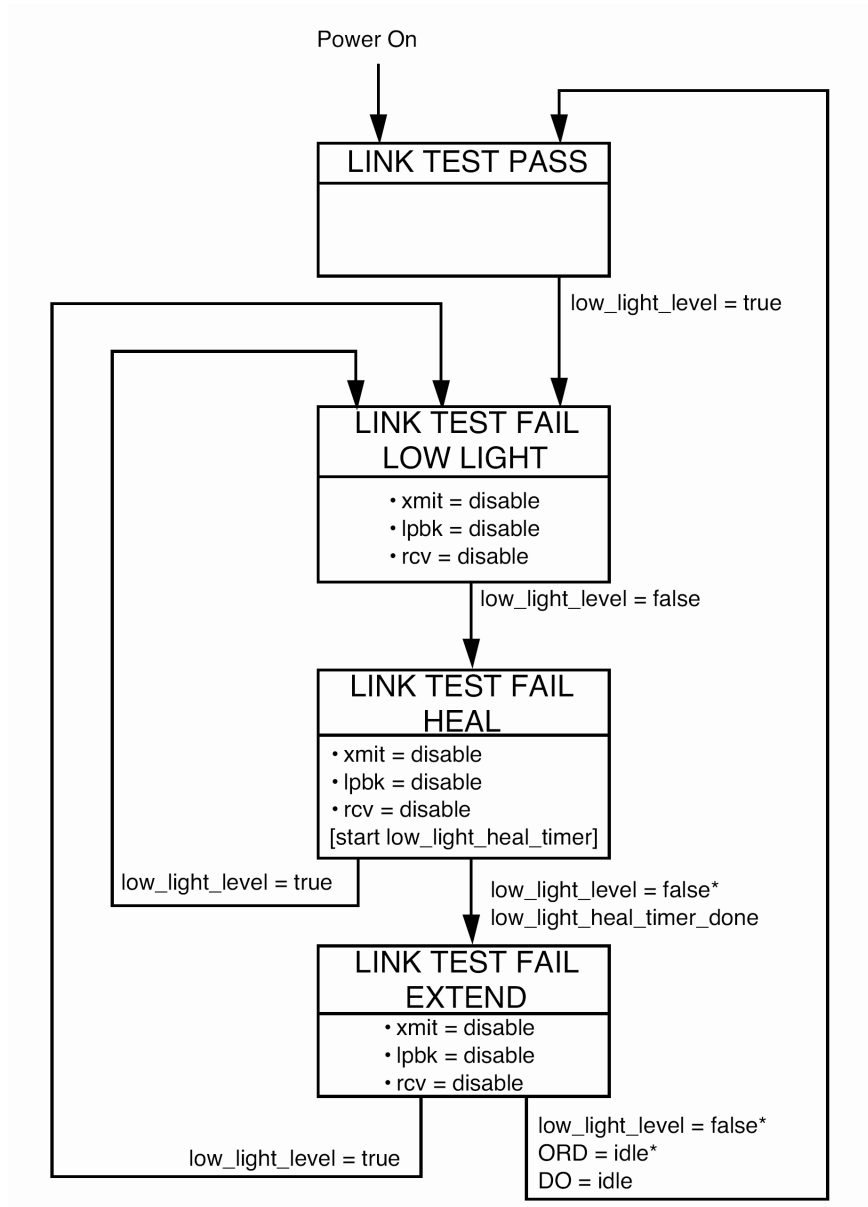 Power On
LINK TEST PASS
low_light_level = true
LINK TEST FAIL
LOW LIGHT
• xmit = disable
• lpbk = disable
• rcv = disable
low_light_level = false
LINK TEST FAIL
HEAL
• xmit = disable
• lpbk = disable
• rcv = disable
[start low_light_heal_timer]
low_light_level = true
low_light_level = false*
low_light_heal_timer_done
LINK TEST FAIL
EXTEND
• xmit = disable
• lpbk = disable
• rcv = disable
low_light_level = true
low_light_level = false*
ORD = idle*
DO = idle